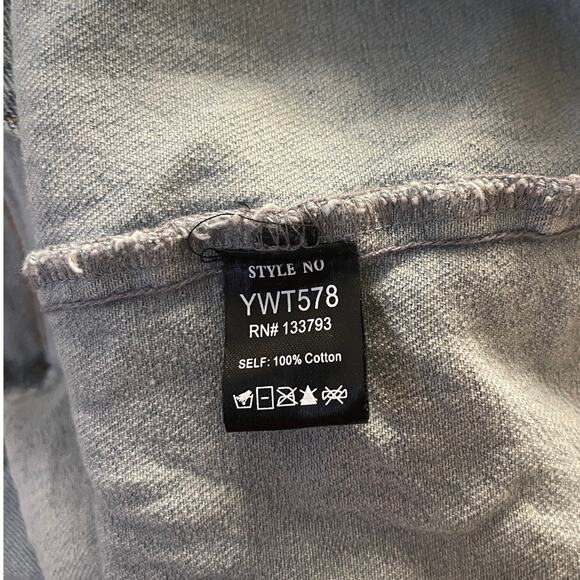 STYLE NO
YWT578
RN# 133793
SELF: 100% Cotton